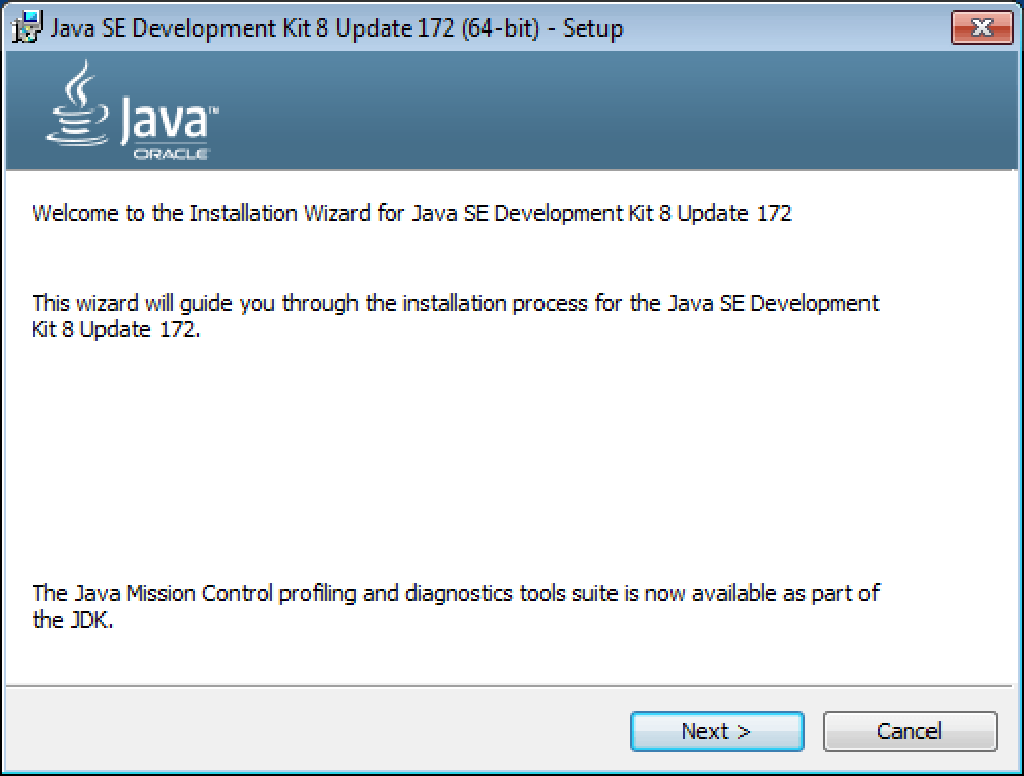 Java SE Development Kit 8 Update 172 (64-bit) - Setup
Java™
ORACLE
Welcome to the Installation Wizard for Java SE Development Kit 8 Update 172
This wizard will guide you through the installation process for the Java SE Development
Kit 8 Update 172.
The Java Mission Control profiling and diagnostics tools suite is now available as part of
the JDK.
Next >
Cancel